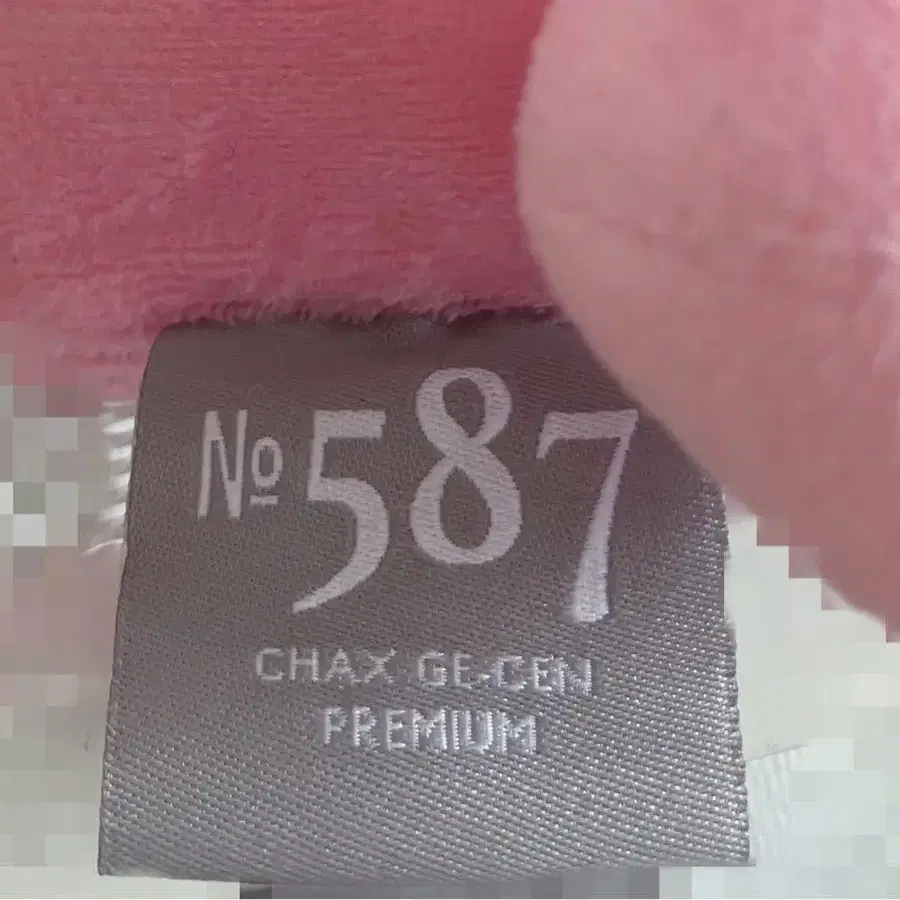 № 587
CHAX GE-CEN
PREMIUM